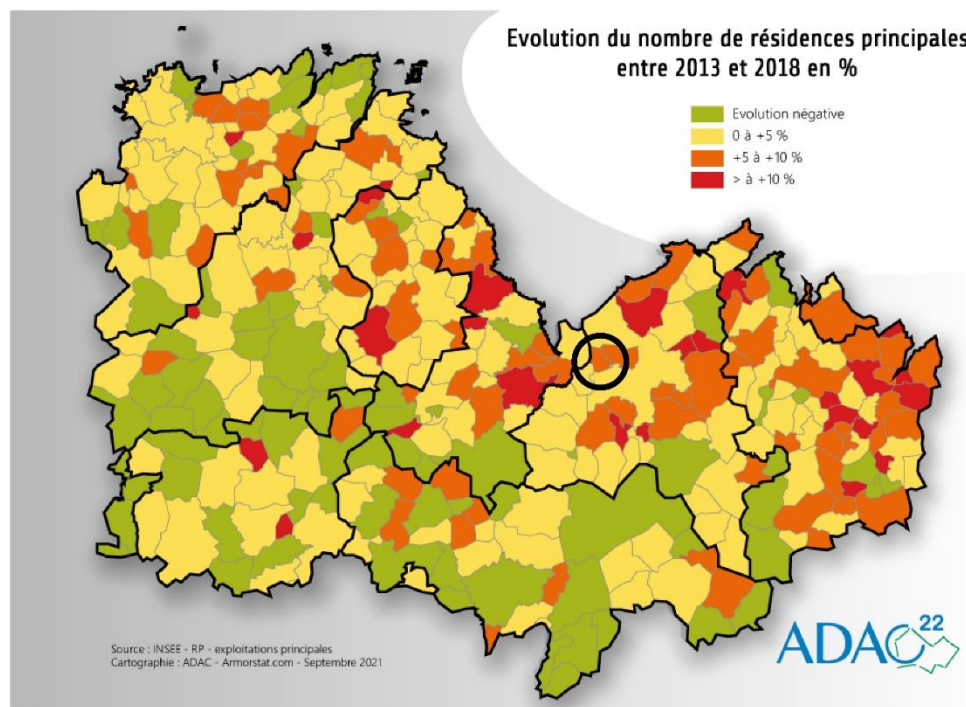 Evolution du nombre de résidences principales
entre 2013 et 2018 en %
Evolution négative
0 à +5 %
+5 à +10 %
> à +10 %
Source : INSEE - RP - exploitations principales
Cartographie : ADAC - Armorstat.com - Septembre 2021
ADAC 22